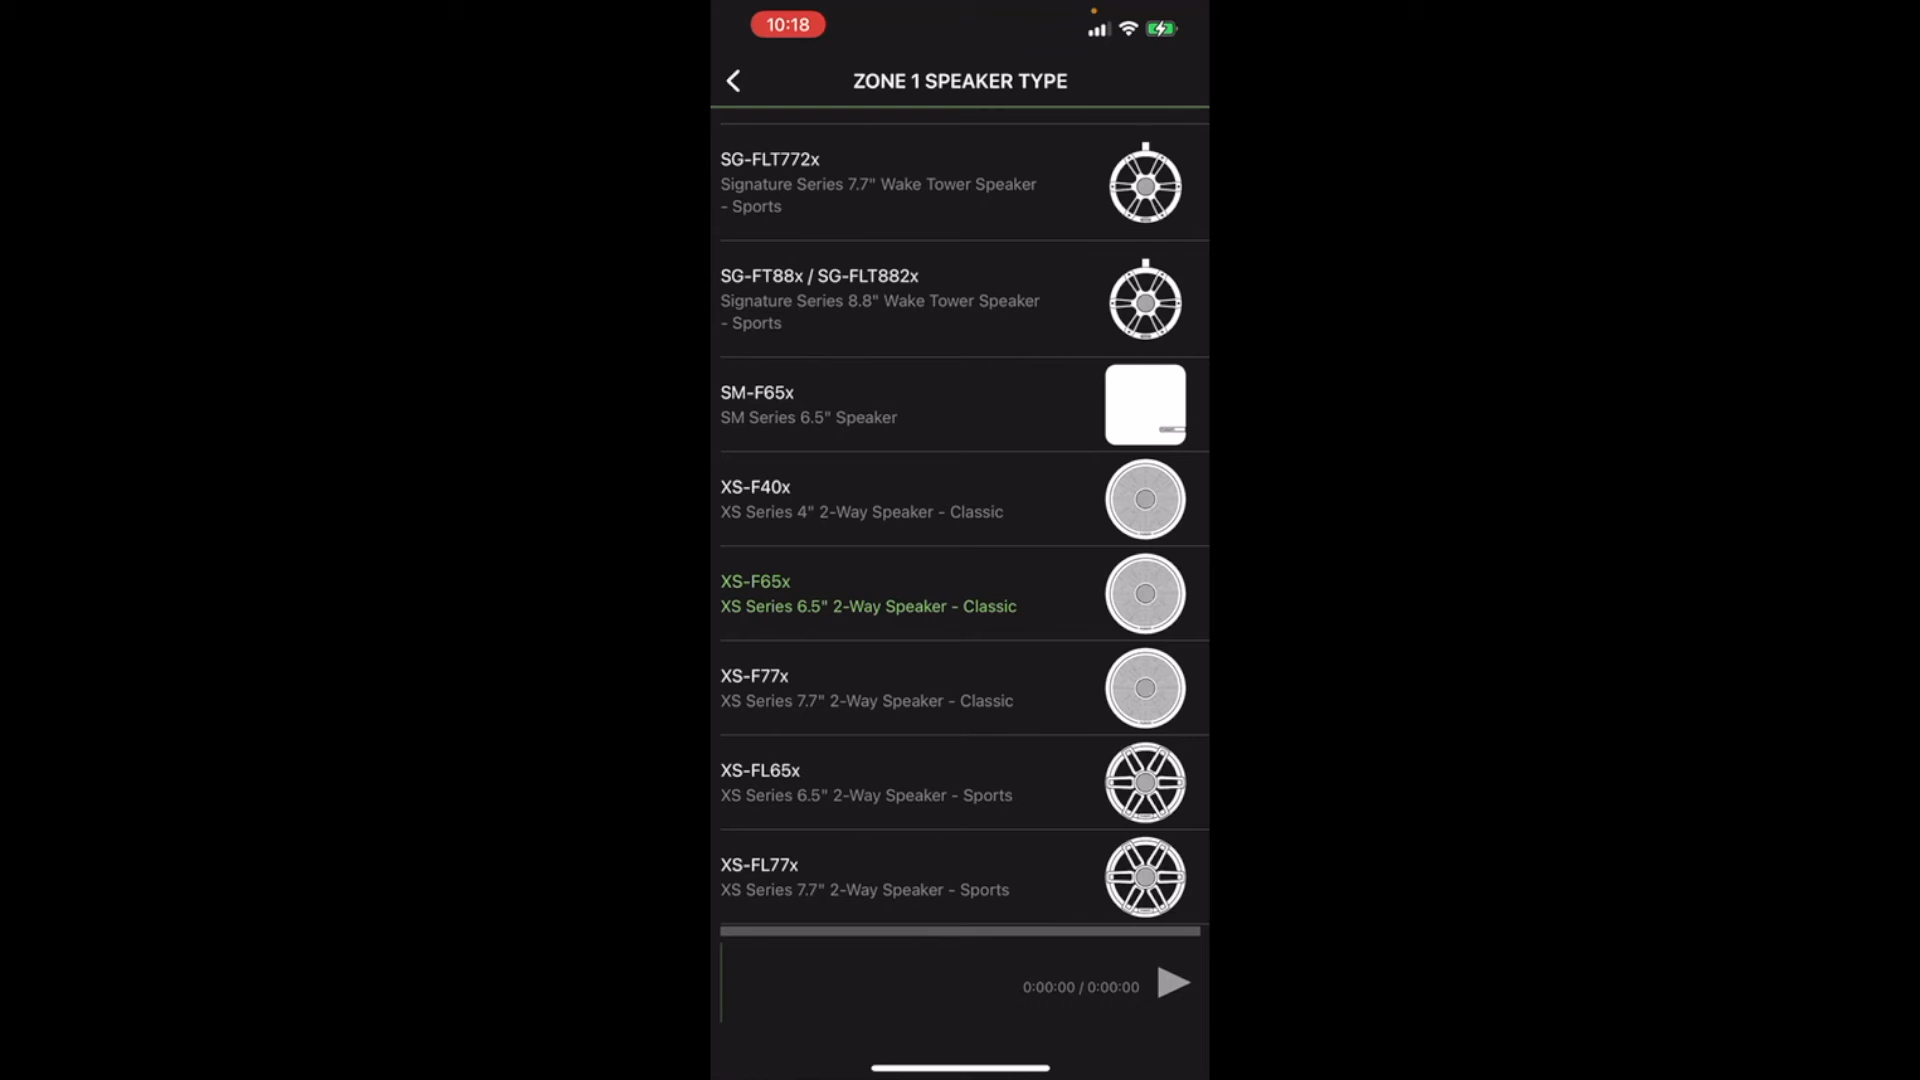 10:18
ZONE 1 SPEAKER TYPE
SG-FLT772x
Signature Series 7.7" Wake Tower Speaker
- Sports
SG-FT88x / SG-FLT882x
Signature Series 8.8" Wake Tower Speaker
- Sports
SM-F65x
SM Series 6.5" Speaker
XS-F40x
XS Series 4" 2-Way Speaker - Classic
XS-F65x
XS Series 6.5" 2-Way Speaker - Classic
XS-F77x
XS Series 7.7" 2-Way Speaker - Classic
XS-FL65x
XS Series 6.5" 2-Way Speaker - Sports
XS-FL77x
XS Series 7.7" 2-Way Speaker - Sports
0:00:00 / 0:00:00